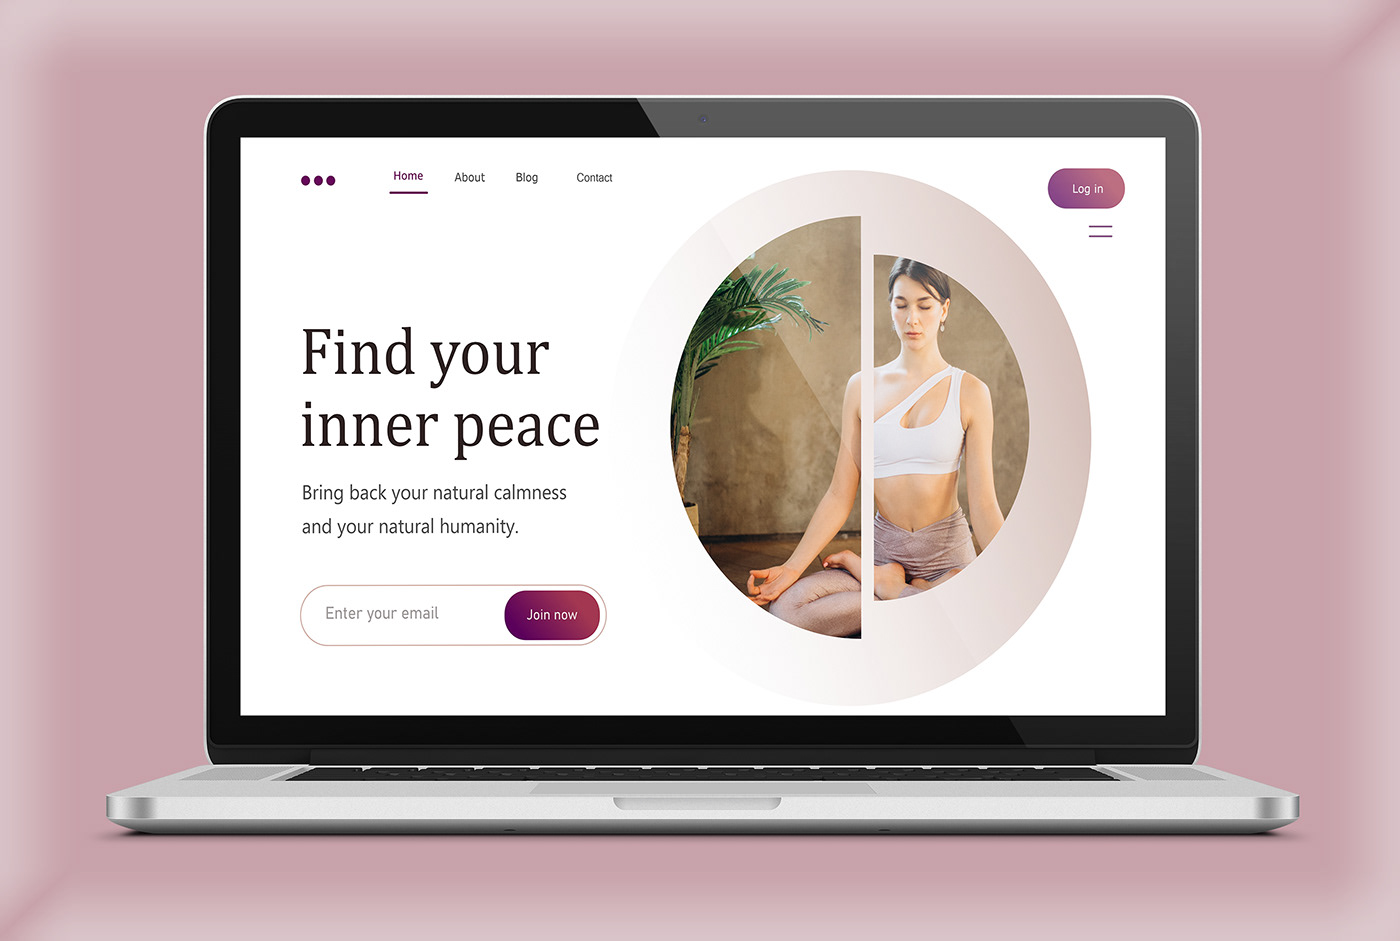 Home
About
Blog
Contact
Log in
Find your
inner peace
Bring back your natural calmness
and your natural humanity.
Enter your email
Join now